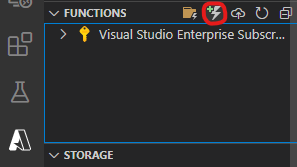 FUNCTIONS
Visual Studio Enterprise Subscr...
STORAGE